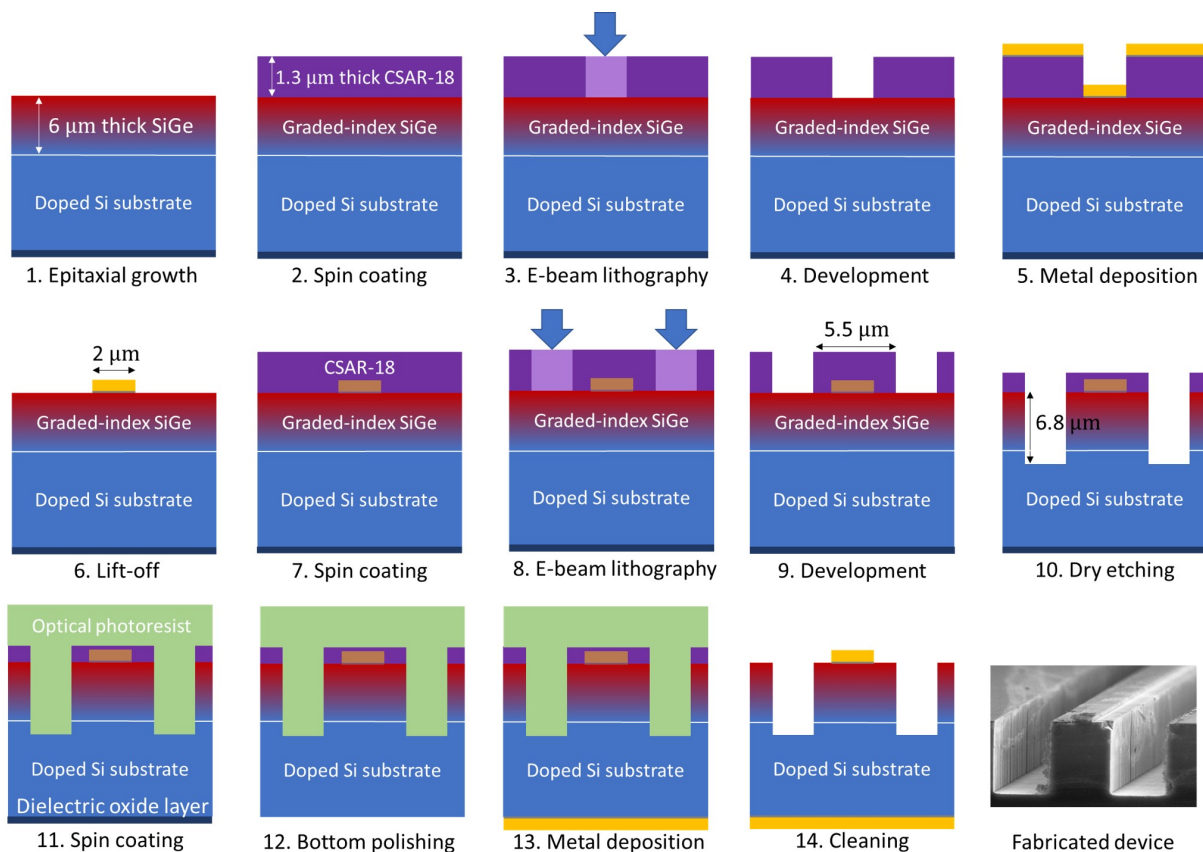 6 μm thick SiGe
Doped Si substrate
1. Epitaxial growth
1.3 μm thick CSAR-18
Graded-index SiGe
Doped Si substrate
2. Spin coating
Graded-index SiGe
Doped Si substrate
3. E-beam lithography
Graded-index SiGe
Doped Si substrate
4. Development
Graded-index SiGe
Doped Si substrate
5. Metal deposition
2 μm
Graded-index SiGe
Doped Si substrate
6. Lift-off
CSAR-18
Graded-index SiGe
Doped Si substrate
7. Spin coating
Graded-index SiGe
Doped Si substrate
8. E-beam lithography
5.5 μm
Graded-index SiGe
Doped Si substrate
9. Development
6.8 μm
Doped Si substrate
10. Dry etching
Optical photoresist
Doped Si substrate
Dielectric oxide layer
11. Spin coating
Doped Si substrate
12. Bottom polishing
Doped Si substrate
13. Metal deposition
Doped Si substrate
14. Cleaning
Fabricated device